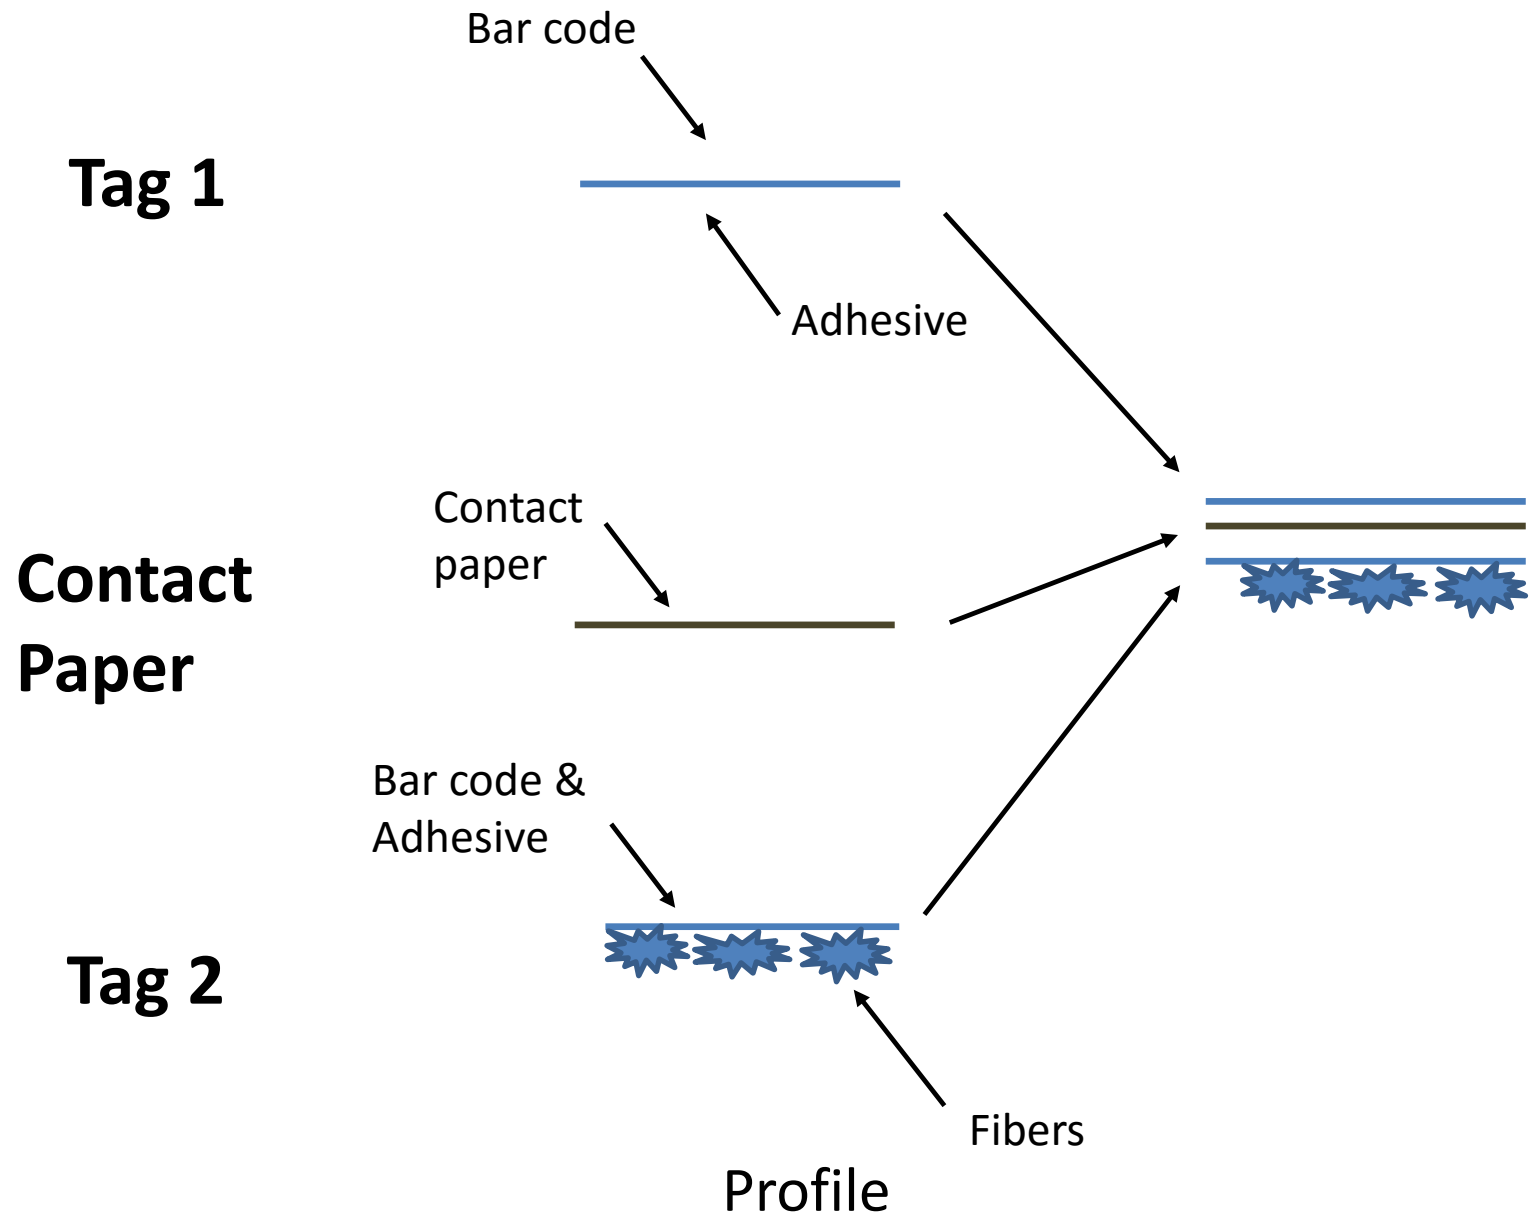 Bar code
Tag 1
Adhesive
Contact
paper
Contact
Paper
Bar code &
Adhesive
Tag 2
Fibers
Profile